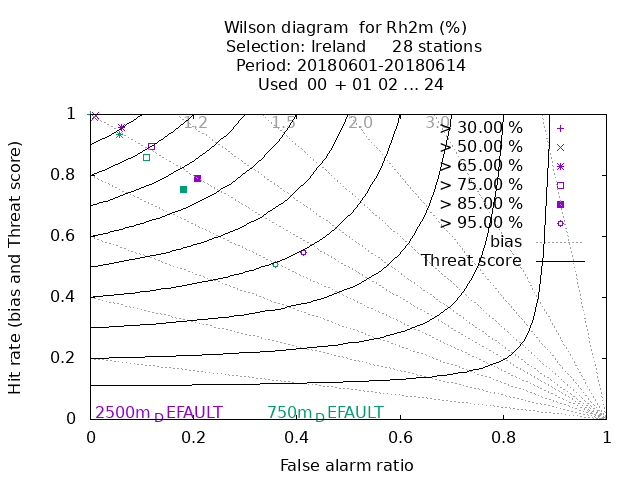 Wilson diagram for Rh2m (%)
Selection: Ireland 28 stations
Period: 20180601-20180614
Used 00 + 01 02 ... 24
1 1.2 1.5 2.0 3.0
> 30.00 %
> 50.00 %
> 65.00 %
> 75.00 %
> 85.00 %
> 95.00 %
bias
Threat score
0.8
0.6
0.4
0.2
0
Hit rate (bias and Threat score)
2500mDEFAULT 750mDEFAULT
0 0.2 0.4 0.6 0.8 1
False alarm ratio